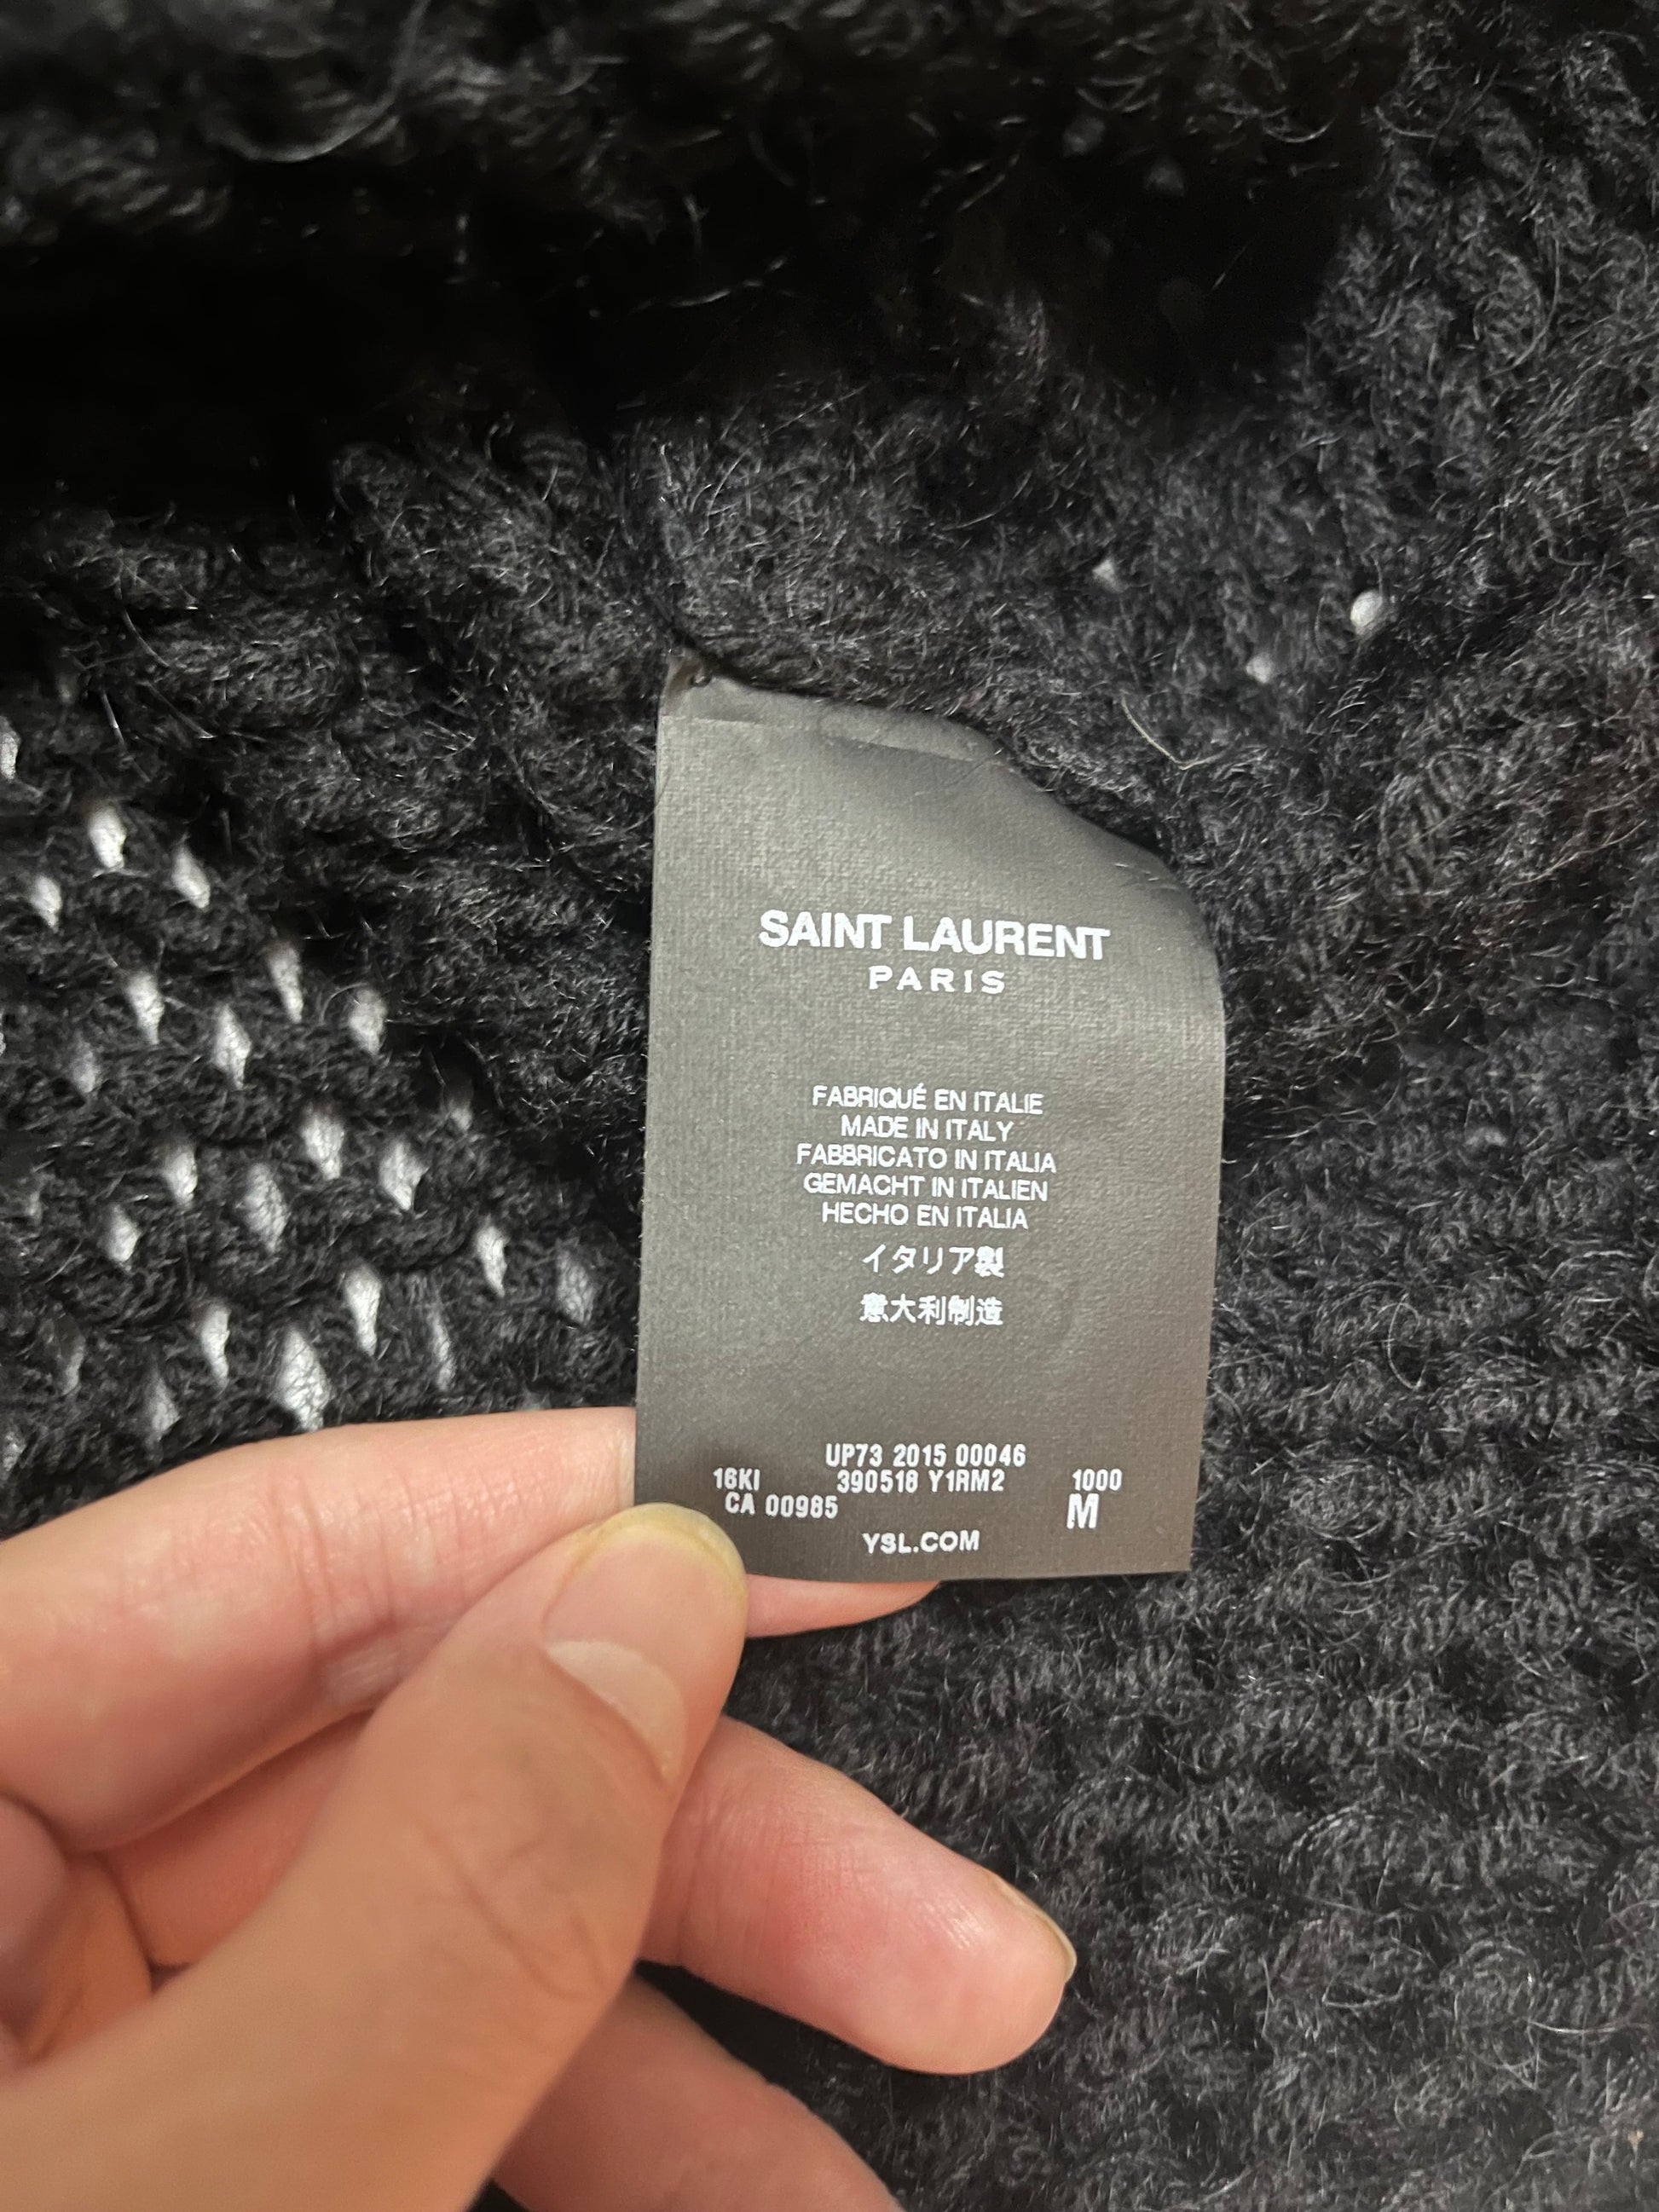 SAINT LAURENT
PARIS
FABRIQUÉ EN ITALIE
MADE IN ITALY
FABBRICATO IN ITALIA
GEMACHT IN ITALIEN
HECHO EN ITALIA
イタリア製
意大利制造
UP73 2015 00046
16KI 390518 Y1RM2 1000
CA 00985 M
YSL.COM